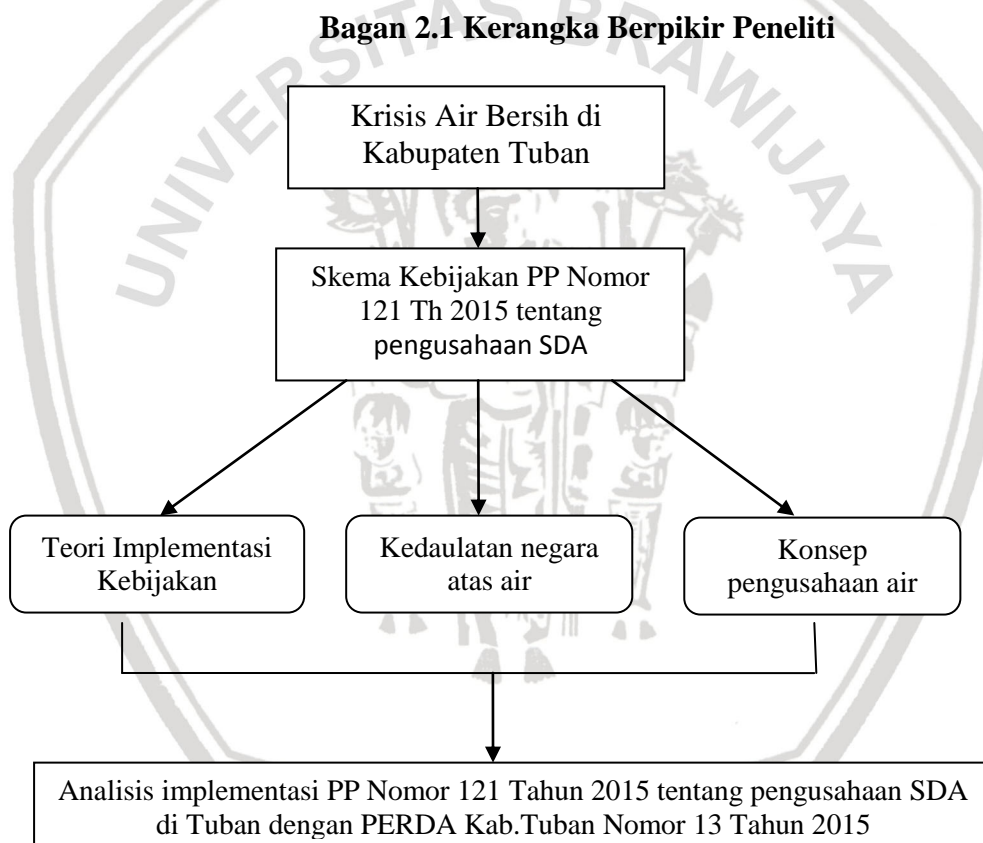 Bagan 2.1 Kerangka Berpikir Peneliti
UNIVERSITAS BRAWIJAYA
Krisis Air Bersih di
Kabupaten Tuban
Skema Kebijakan PP Nomor
121 Th 2015 tentang
pengusahaan SDA
Teori Implementasi
Kebijakan
Kedaulatan negara
atas air
Konsep
pengusahaan air
Analisis implementasi PP Nomor 121 Tahun 2015 tentang pengusahaan SDA
di Tuban dengan PERDA Kab.Tuban Nomor 13 Tahun 2015